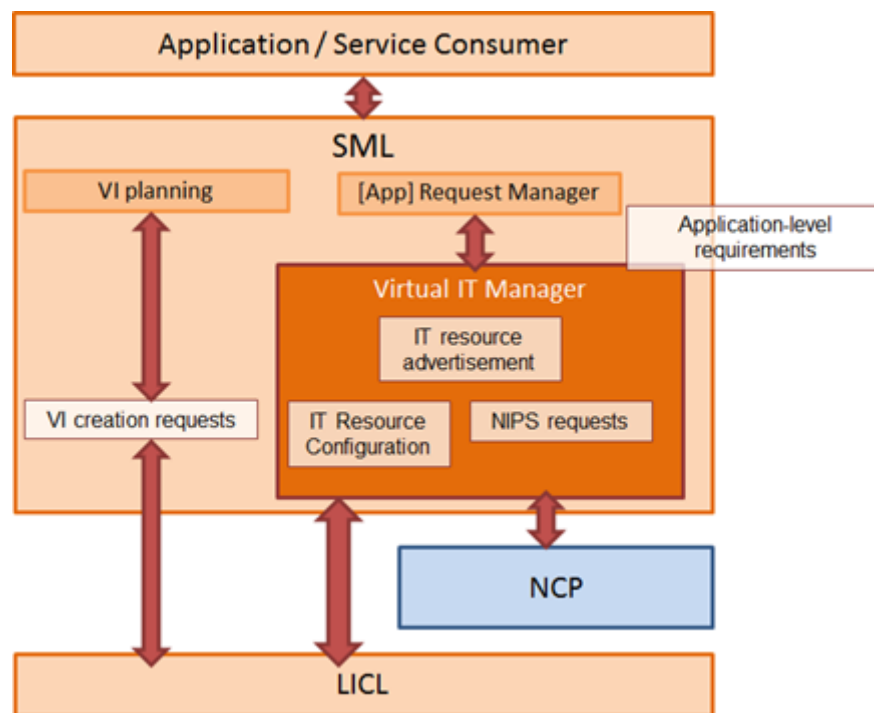 Application / Service Consumer
SML
VI planning
[App] Request Manager
Application-level
requirements
Virtual IT Manager
IT resource
advertisement
VI creation requests
IT Resource
Configuration
NIPS requests
NCP
LICL